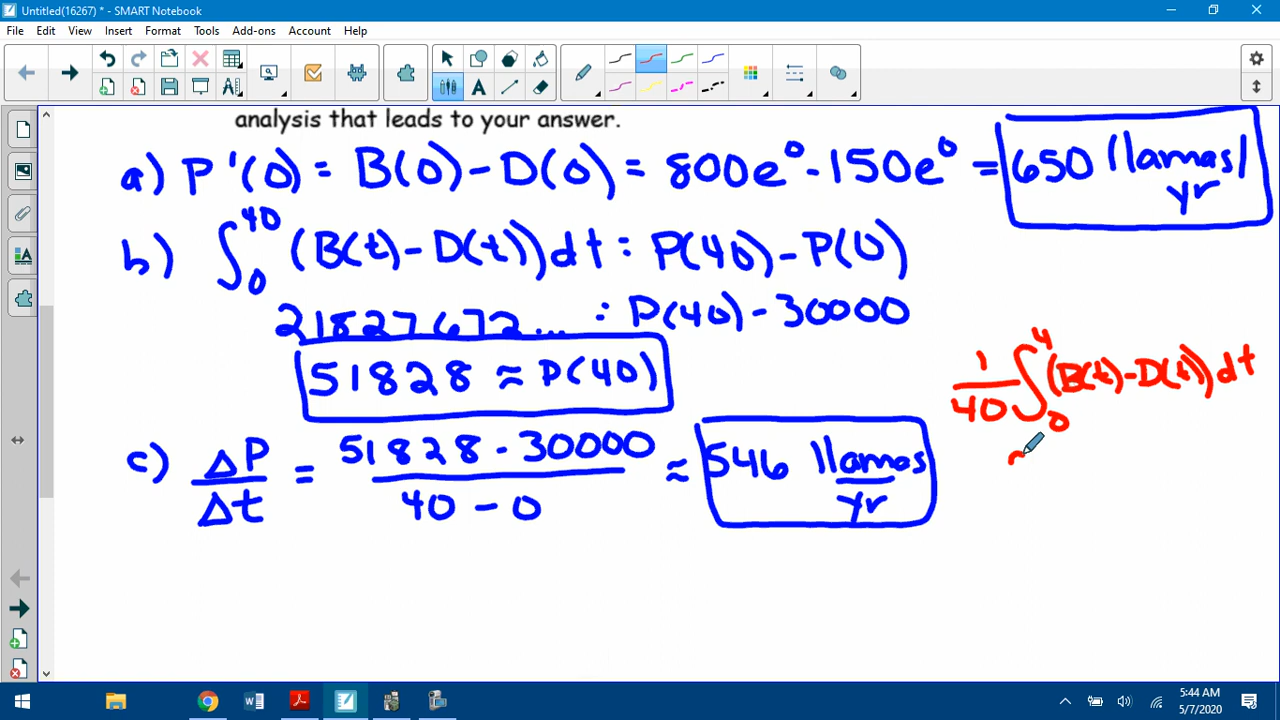 Untitled(16267) * - SMART Notebook
File Edit View Insert Format Tools Add-ons Account Help
analysis that leads to your answer.
a) P'(0) = B(0) - D(0) = 800e⁰ - 150e⁰ = 650 llamas/yr
b) ∫₀⁴⁰ (B(t) - D(t)) dt = P(40) - P(0)
21827.672... = P(40) - 30000
51828 ≈ P(40)
1/40 ∫₀⁴ (B(t) - D(t)) dt
c) ΔP/Δt = (51828 - 30000)/(40 - 0) ≈ 546 llamas/yr
5:44 AM
5/7/2020